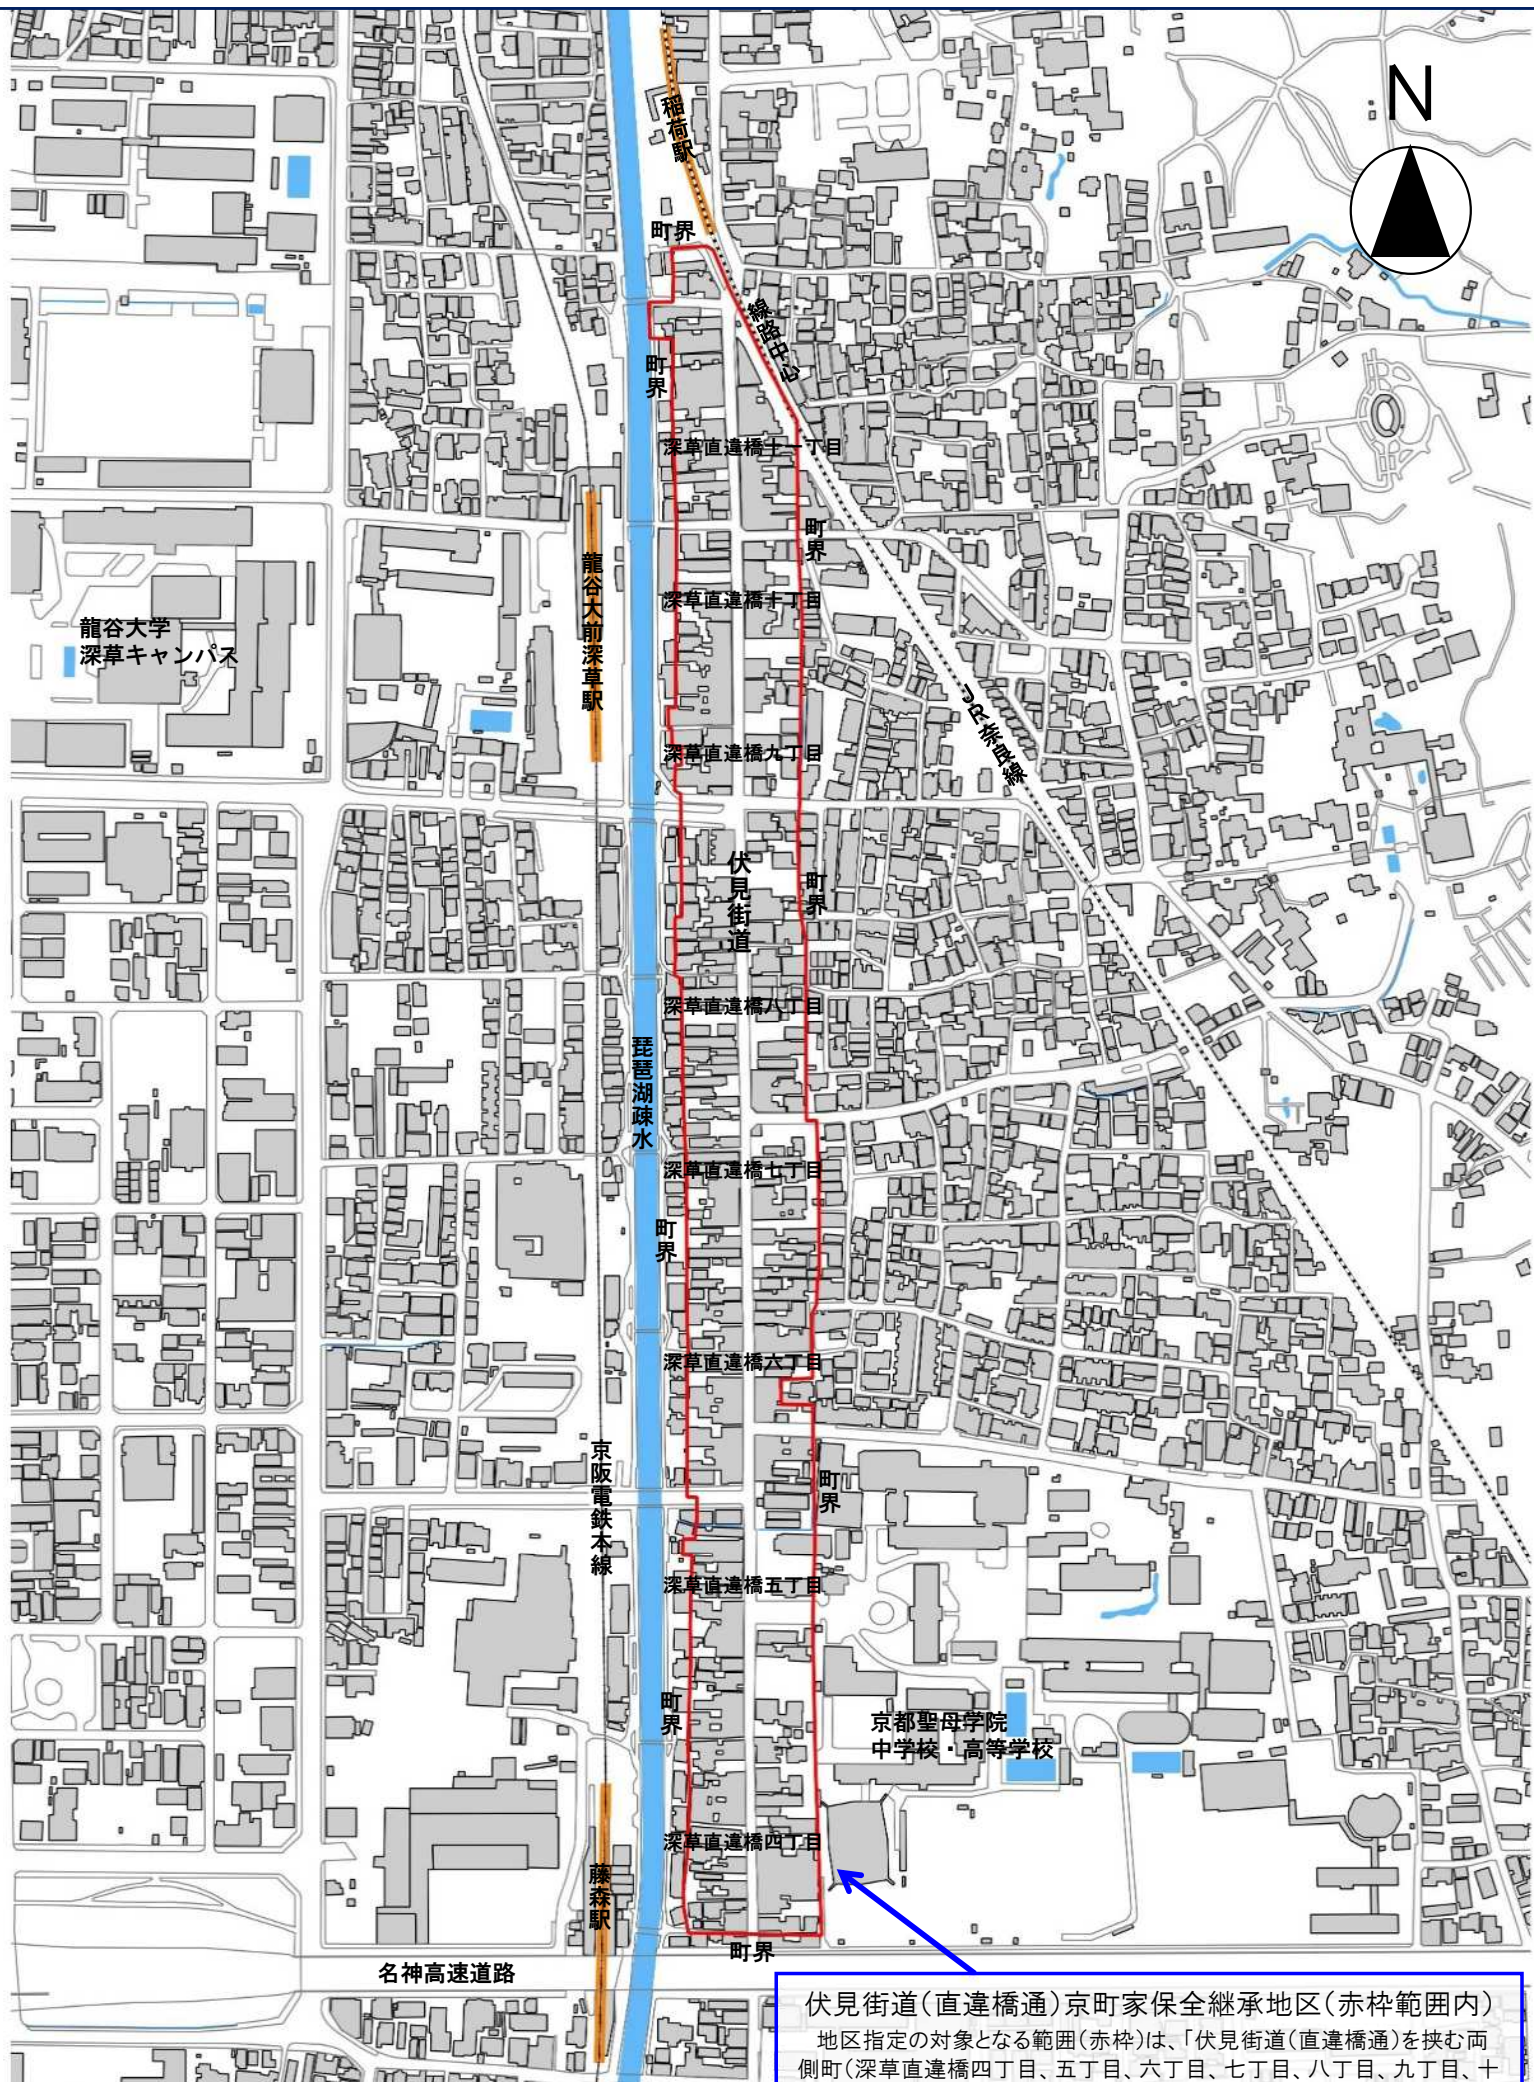 N
稲荷駅
町界
線路中心
町界
深草直違橋十一丁目
町界
龍谷大前深草駅
深草直違橋十丁目
龍谷大学
深草キャンパス
JR奈良線
深草直違橋九丁目
伏見街道
町界
深草直違橋八丁目
琵琶湖疎水
深草直違橋七丁目
町界
深草直違橋六丁目
京阪電鉄本線
町界
深草直違橋五丁目
町界
京都聖母学院
中学校・高等学校
深草直違橋四丁目
藤森駅
町界
名神高速道路
伏見街道(直違橋通)京町家保全継承地区(赤枠範囲内)
地区指定の対象となる範囲(赤枠)は、「伏見街道(直違橋通)を挟む両
側町(深草直違橋四丁目、五丁目、六丁目、七丁目、八丁目、九丁目、十